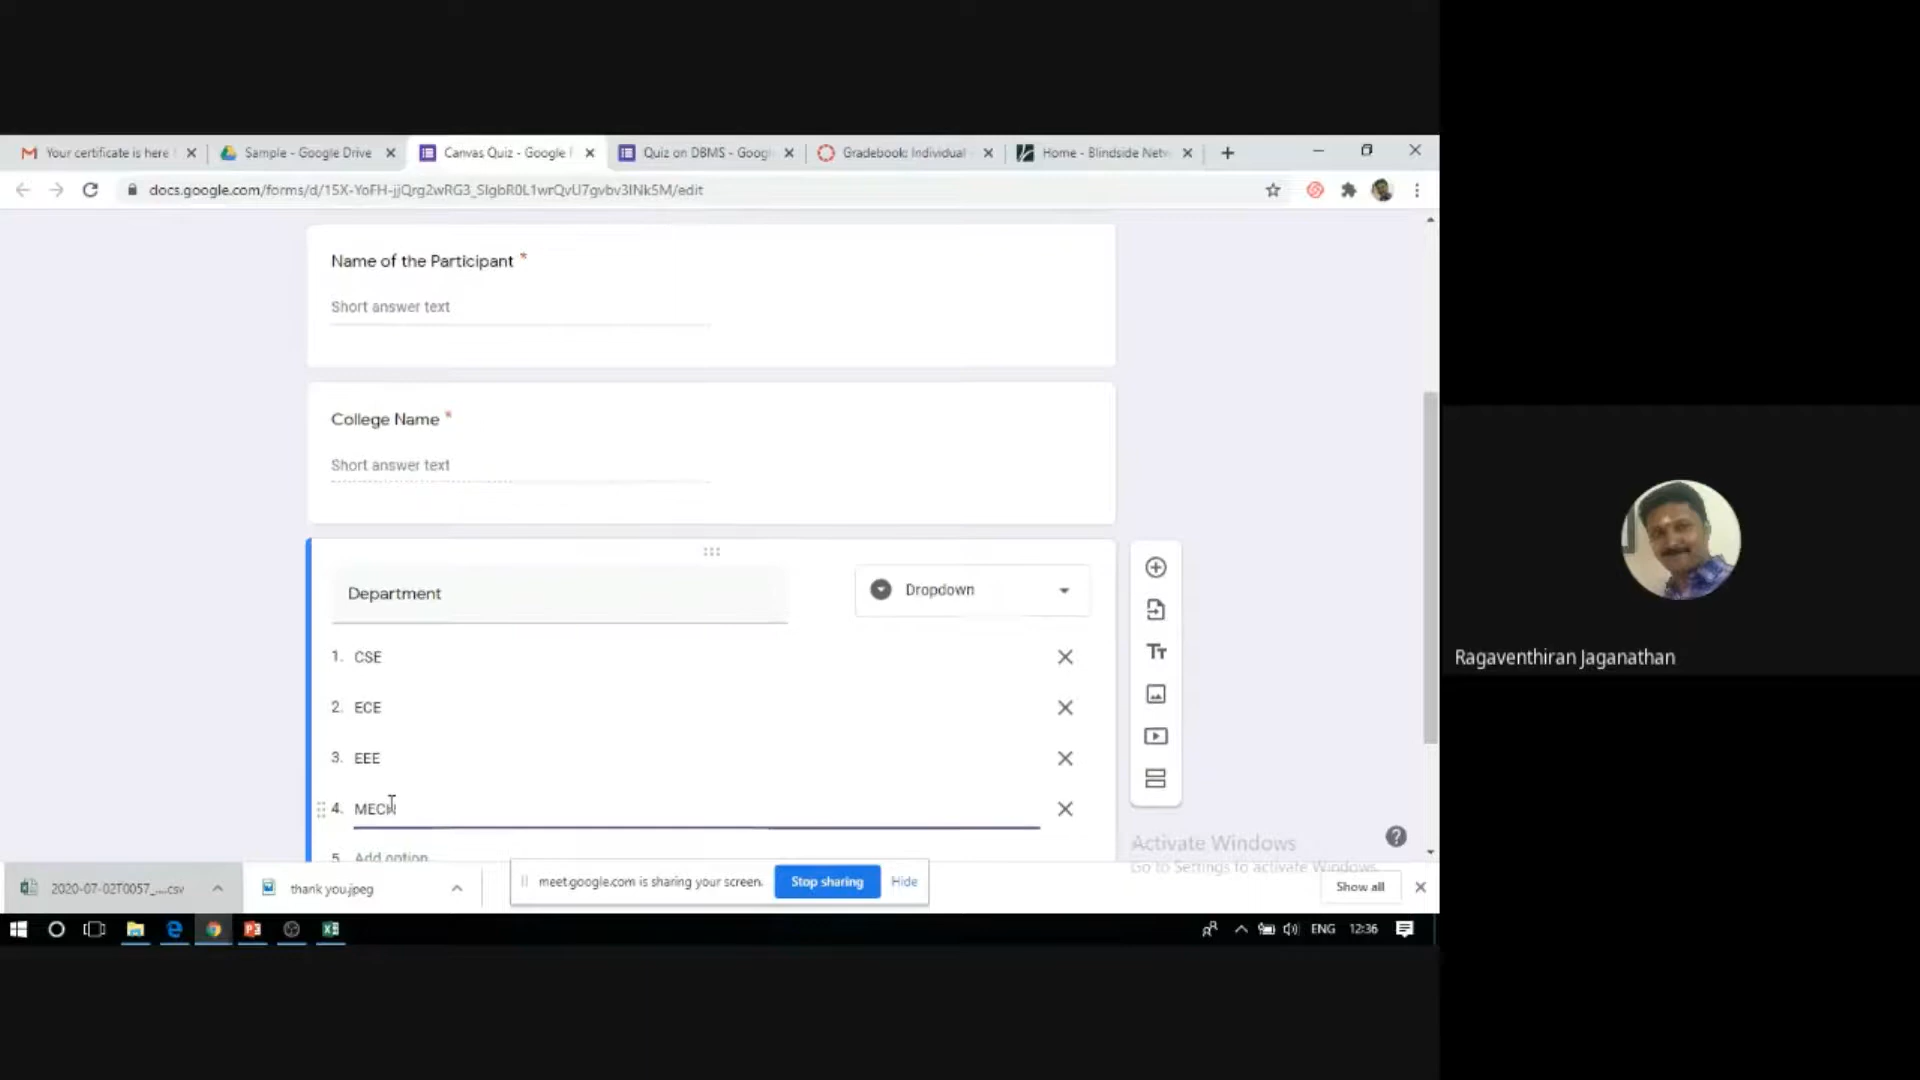 Your certificate is here
Sample - Google Drive
Canvas Quiz - Google
Quiz on DBMS - Googl
Gradebook: Individual
Home - Blindside Netw
docs.google.com/forms/d/
/edit
Name of the Participant *
Short answer text
College Name *
Short answer text
Department
Dropdown
1. CSE
2. ECE
3. EEE
4. MECH
5. Add option
Activate Windows
Go to Settings to activate Windows.
2020-07-02T0057_....csv
thank you.jpeg
meet.google.com is sharing your screen.
Stop sharing
Hide
Show all
ENG
12:36
Ragaventhiran Jaganathan